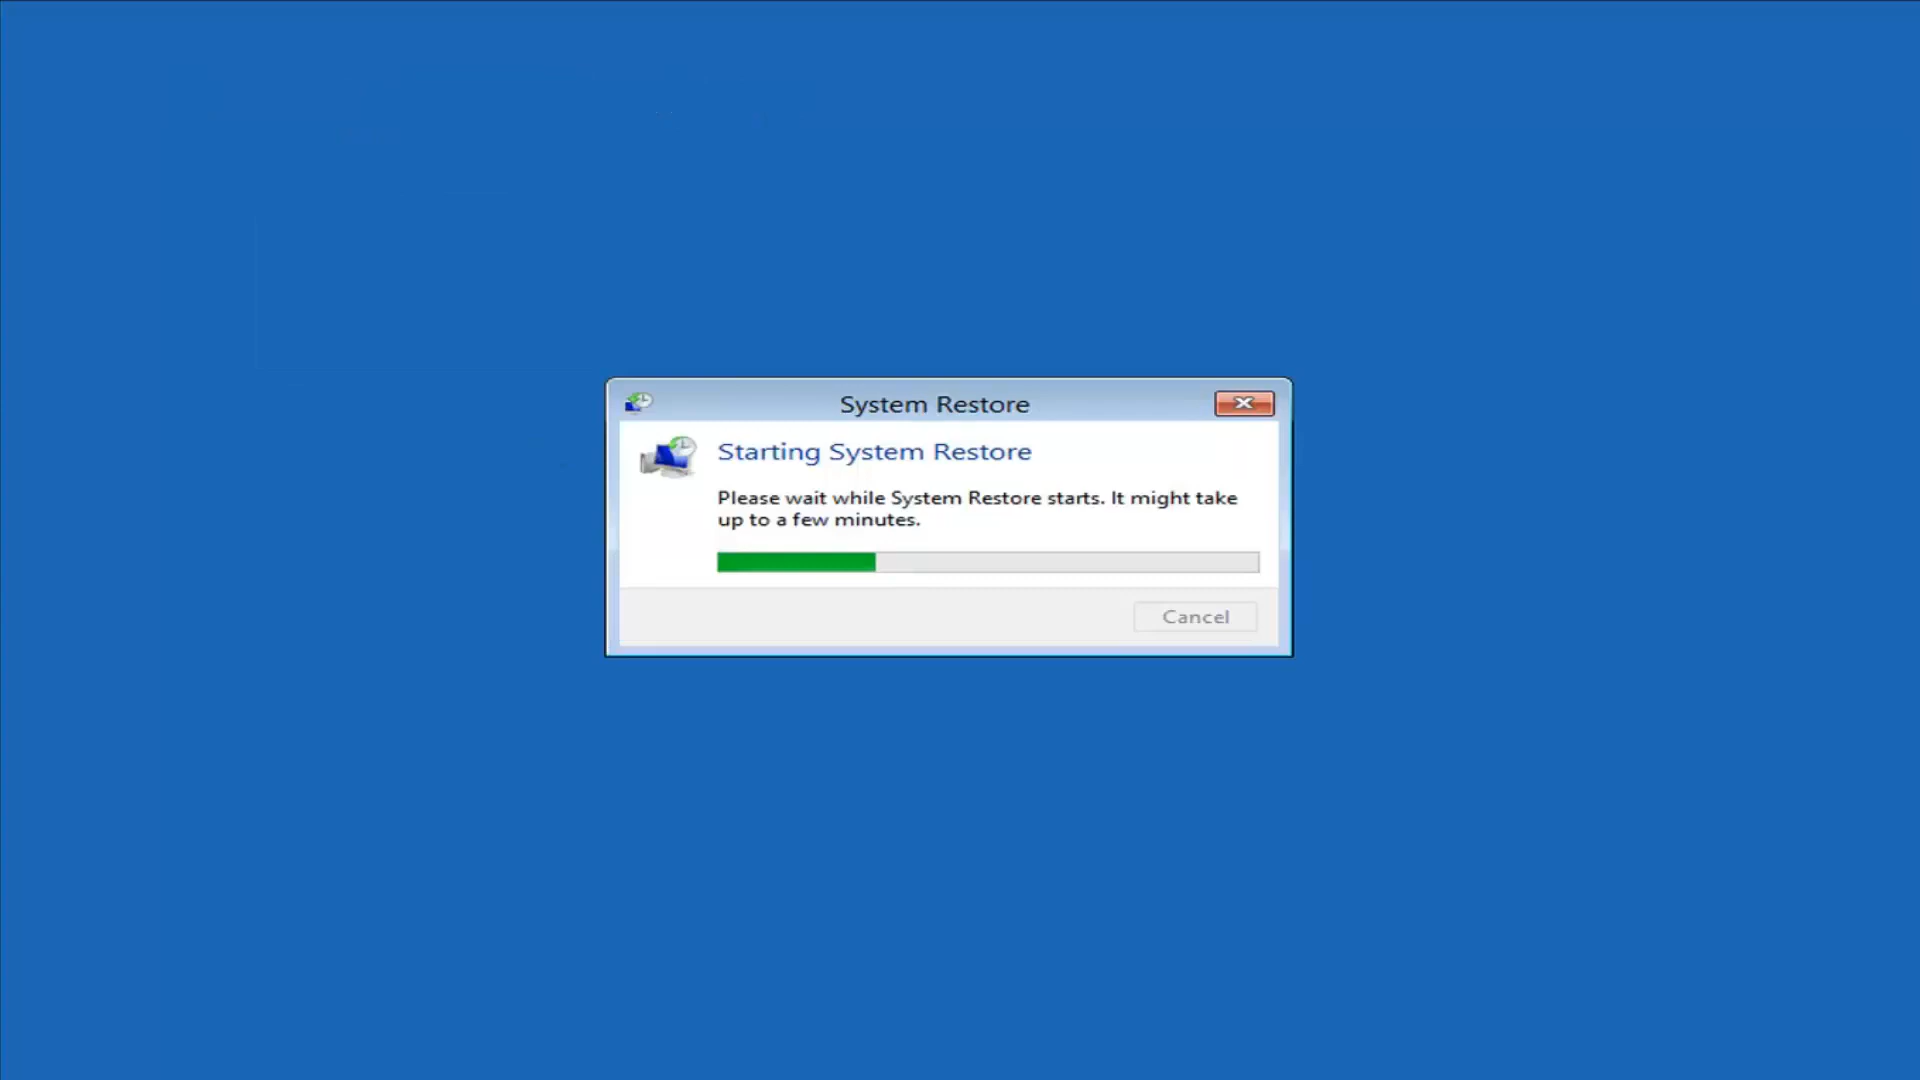 System Restore
Starting System Restore
Please wait while System Restore starts. It might take
up to a few minutes.
Cancel